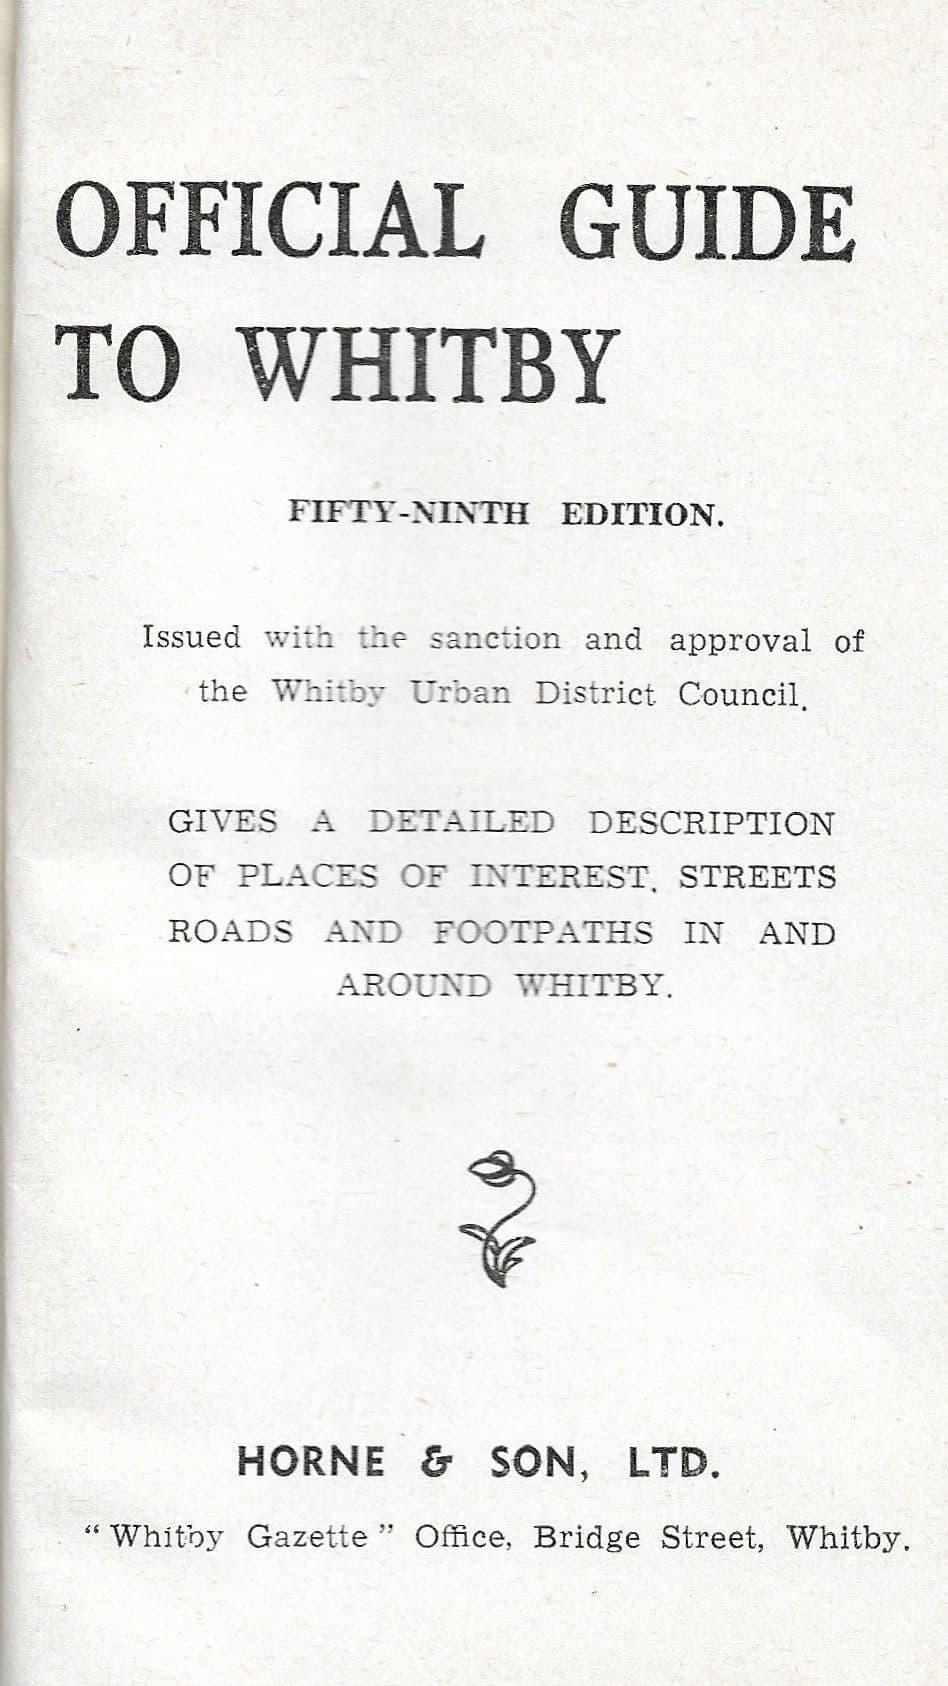 OFFICIAL GUIDE
TO WHITBY
FIFTY-NINTH EDITION.
Issued with the sanction and approval of
the Whitby Urban District Council.
GIVES A DETAILED DESCRIPTION
OF PLACES OF INTEREST, STREETS
ROADS AND FOOTPATHS IN AND
AROUND WHITBY.
HORNE & SON, LTD.
“ Whitby Gazette ” Office, Bridge Street, Whitby.